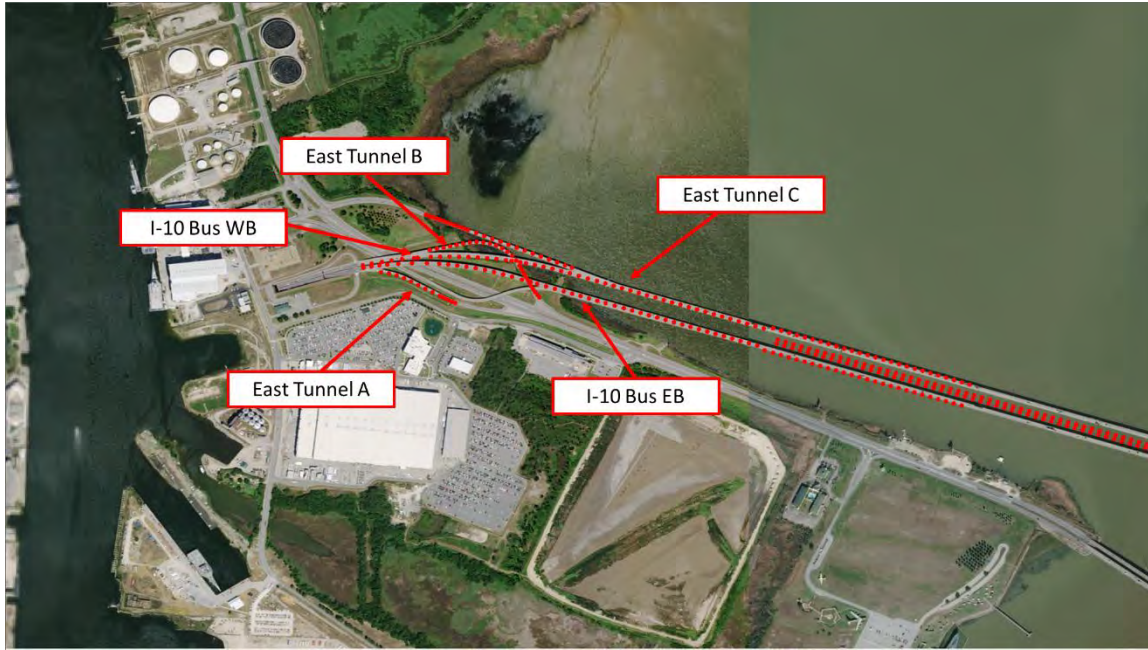 East Tunnel B
East Tunnel C
I-10 Bus WB
East Tunnel A
I-10 Bus EB